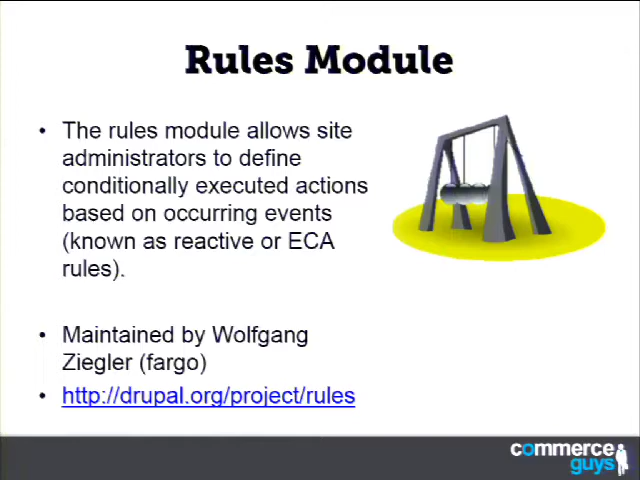 Rules Module
• The rules module allows site
administrators to define
conditionally executed actions
based on occurring events
(known as reactive or ECA
rules).
• Maintained by Wolfgang
Ziegler (fargo)
• http://drupal.org/project/rules
commerce
guys